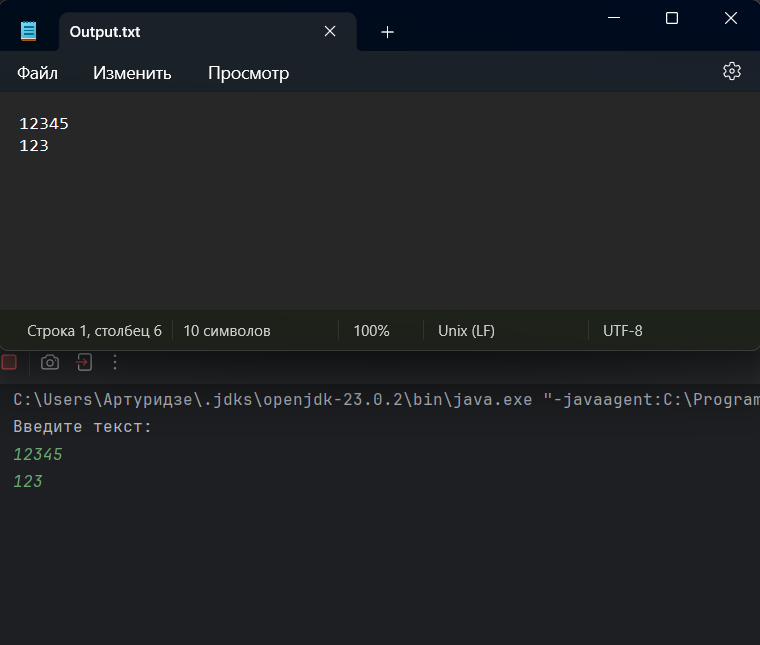 Output.txt
Файл Изменить Просмотр
12345
123
Строка 1, столбец 6 10 символов 100% Unix (LF) UTF-8
C:\Users\Артуридзе\.jdks\openjdk-23.0.2\bin\java.exe "-javaagent:C:\Program
Введите текст:
12345
123